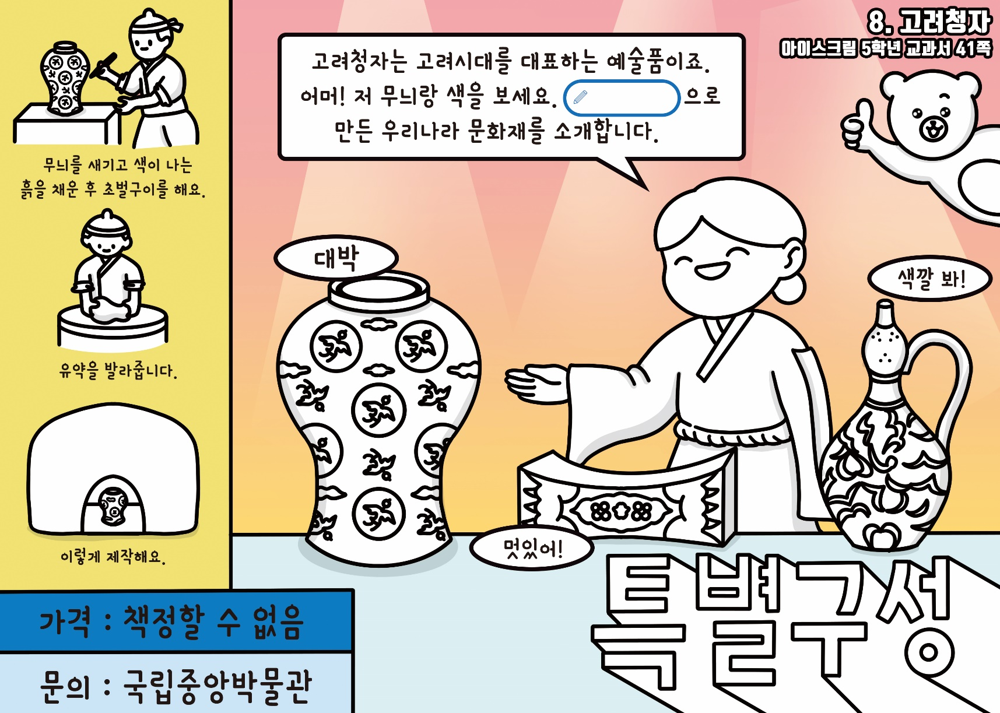 8. 고려청자
아이스크림 5학년 교과서 41쪽
고려청자는 고려시대를 대표하는 예술품이죠.
어머! 저 무늬랑 색을 보세요. 으로
만든 우리나라 문화재를 소개합니다.
무늬를 새기고 색이 나는
흙을 채운 후 초벌구이를 해요.
유약을 발라줍니다.
이렇게 제작해요.
대박
색깔 봐!
멋있어!
특별구성
가격 : 책정할 수 없음
문의 : 국립중앙박물관